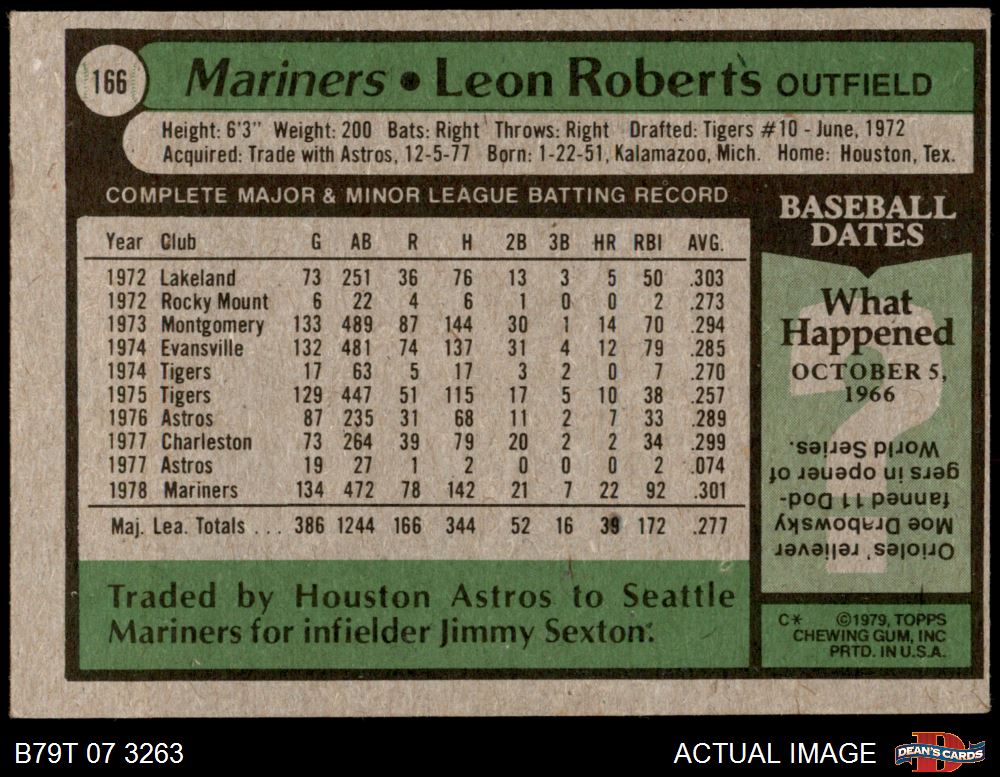 166
Mariners • Leon Roberts OUTFIELD
Height: 6'3" Weight: 200 Bats: Right Throws: Right Drafted: Tigers #10 - June, 1972
Acquired: Trade with Astros, 12-5-77 Born: 1-22-51, Kalamazoo, Mich. Home: Houston, Tex.
COMPLETE MAJOR & MINOR LEAGUE BATTING RECORD
Year Club G AB R H 2B 3B HR RBI AVG.
1972 Lakeland 73 251 36 76 13 3 5 50 .303
1972 Rocky Mount 6 22 4 6 1 0 0 2 .273
1973 Montgomery 133 489 87 144 30 1 14 70 .294
1974 Evansville 132 481 74 137 31 4 12 79 .285
1974 Tigers 17 63 5 17 3 2 0 7 .270
1975 Tigers 129 447 51 115 17 5 10 38 .257
1976 Astros 87 235 31 68 11 2 7 33 .289
1977 Charleston 73 264 39 79 20 2 2 34 .299
1977 Astros 19 27 1 2 0 0 0 2 .074
1978 Mariners 134 472 78 142 21 7 22 92 .301
Maj. Lea. Totals . . . 386 1244 166 344 52 16 39 172 .277
Traded by Houston Astros to Seattle
Mariners for infielder Jimmy Sexton.
BASEBALL
DATES
What
Happened
OCTOBER 5,
1966
Orioles' reliever
Moe Drabowsky
fanned 11 Dod-
gers in opener of
World Series.
C* ©1979, TOPPS
CHEWING GUM, INC
PRTD. IN U.S.A.
B79T 07 3263
ACTUAL IMAGE
D
DEAN'S CARDS